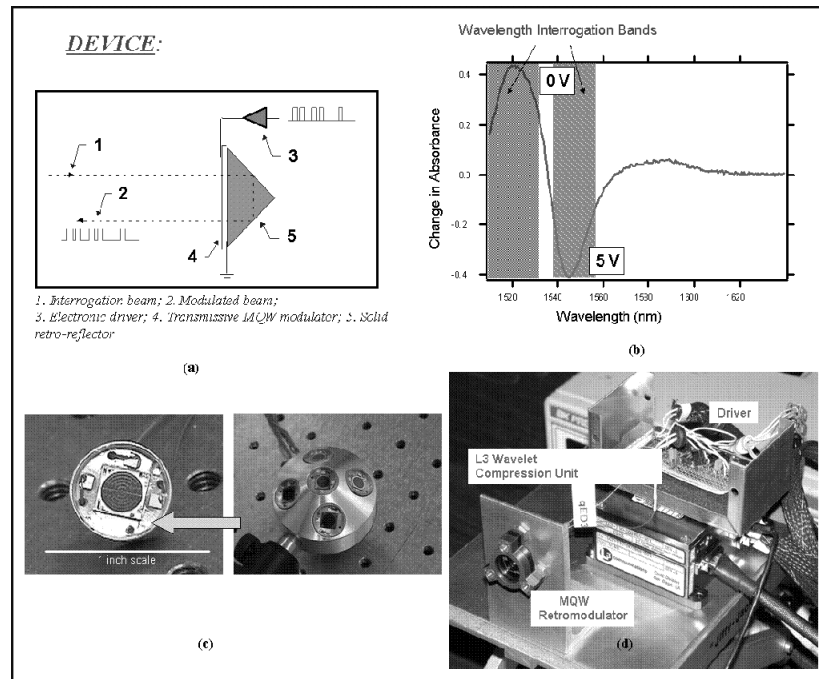 DEVICE:
1
2
3
4
5
1. Interrogation beam; 2. Modulated beam;
3. Electronic driver; 4. Transmissive MQW modulator; 5. Solid
retro-reflector
(a)
Wavelength Interrogation Bands
0 V
5 V
Change in Absorbance
0.4
0.2
0.0
-0.2
-0.4
1520
1540
1560
1620
Wavelength (nm)
(b)
inch scale
(c)
Driver
L3 Wavelet
Compression Unit
MQW
Retromodulator
(d)